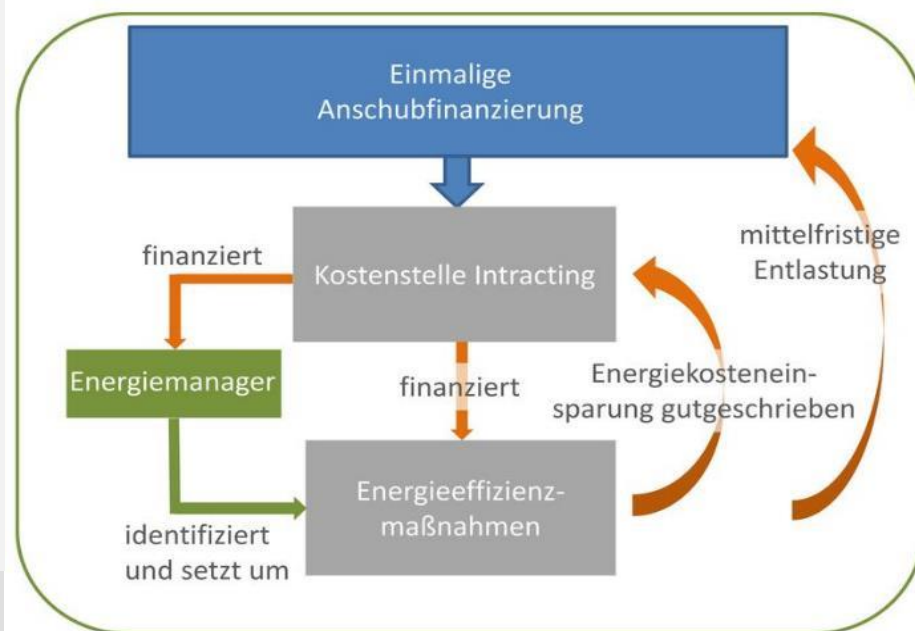 Einmalige
Anschubfinanzierung
finanziert
Kostenstelle Intracting
mittelfristige
Entlastung
Energiemanager
finanziert
Energiekostenein-
sparung gutgeschrieben
Energieeffizienz-
maßnahmen
identifiziert
und setzt um